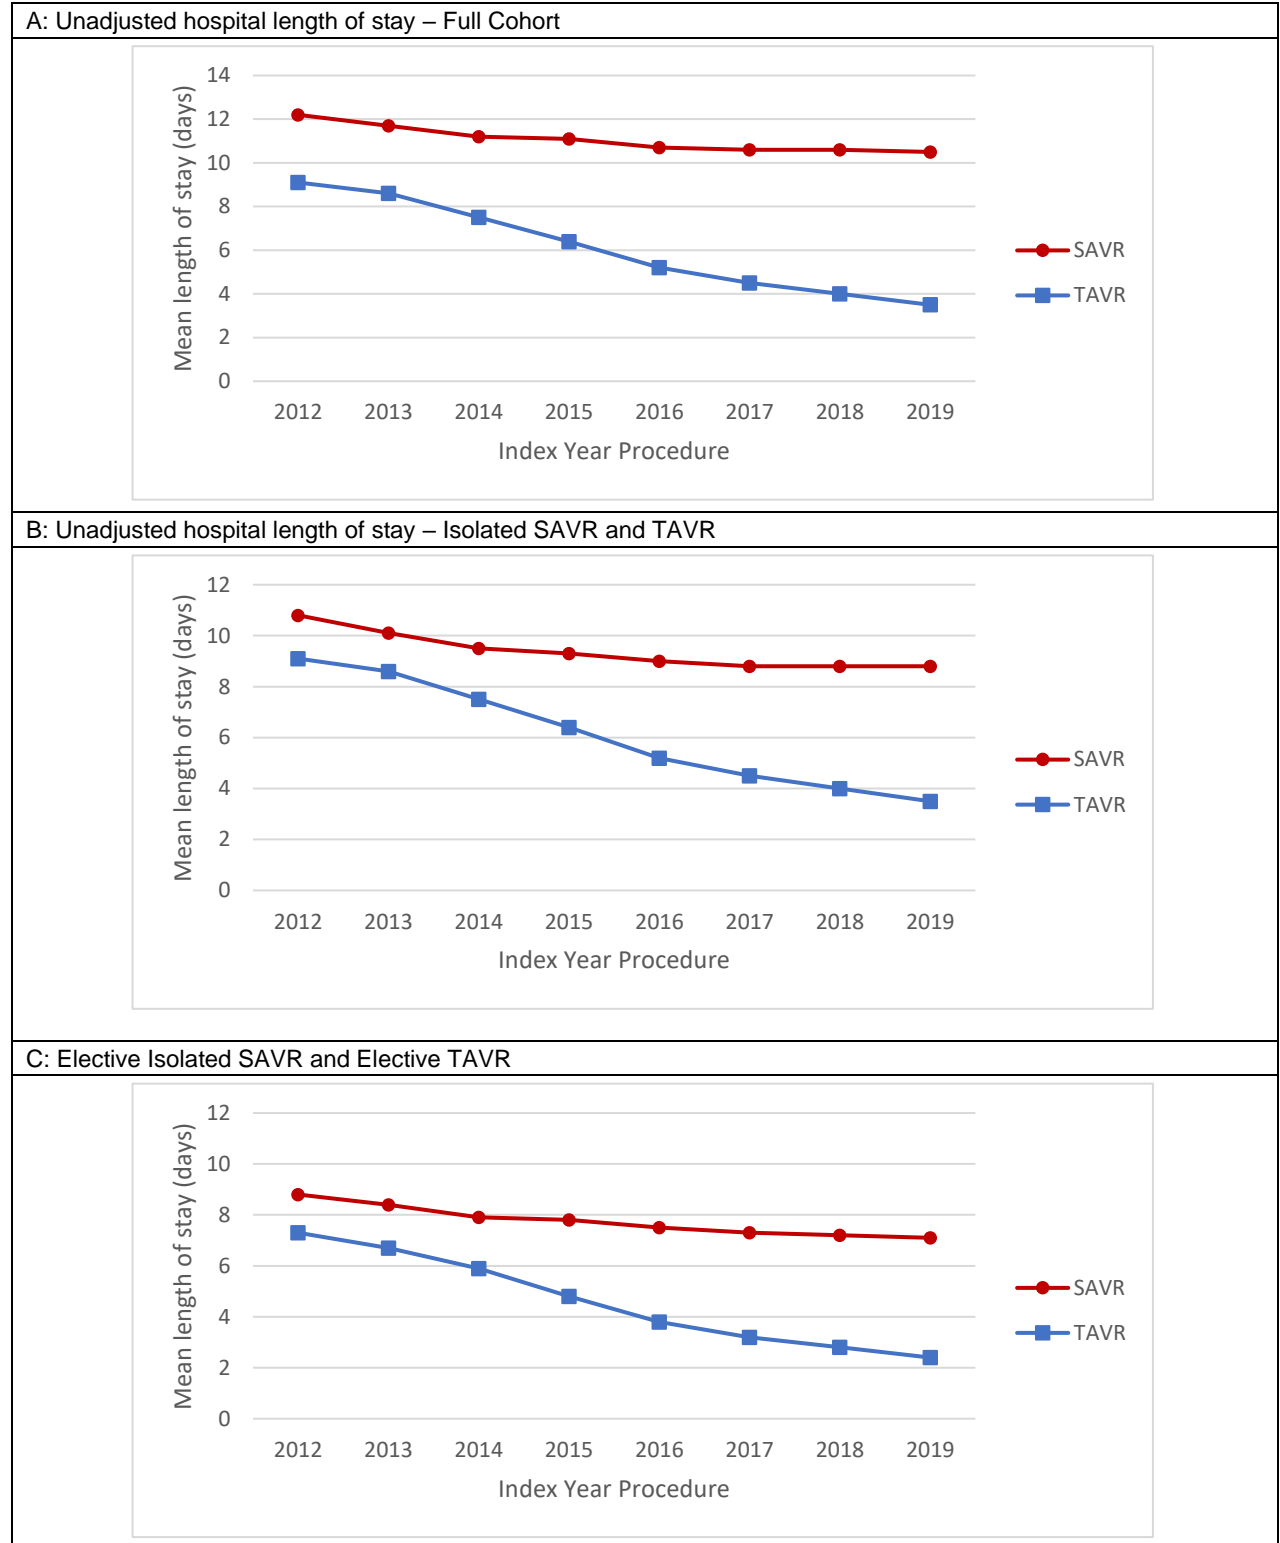 A: Unadjusted hospital length of stay – Full Cohort
Mean length of stay (days)
14
12
10
8
6
4
2
0
2012 2013 2014 2015 2016 2017 2018 2019
Index Year Procedure
SAVR
TAVR
B: Unadjusted hospital length of stay – Isolated SAVR and TAVR
Mean length of stay (days)
12
10
8
6
4
2
0
2012 2013 2014 2015 2016 2017 2018 2019
Index Year Procedure
SAVR
TAVR
C: Elective Isolated SAVR and Elective TAVR
Mean length of stay (days)
12
10
8
6
4
2
0
2012 2013 2014 2015 2016 2017 2018 2019
Index Year Procedure
SAVR
TAVR